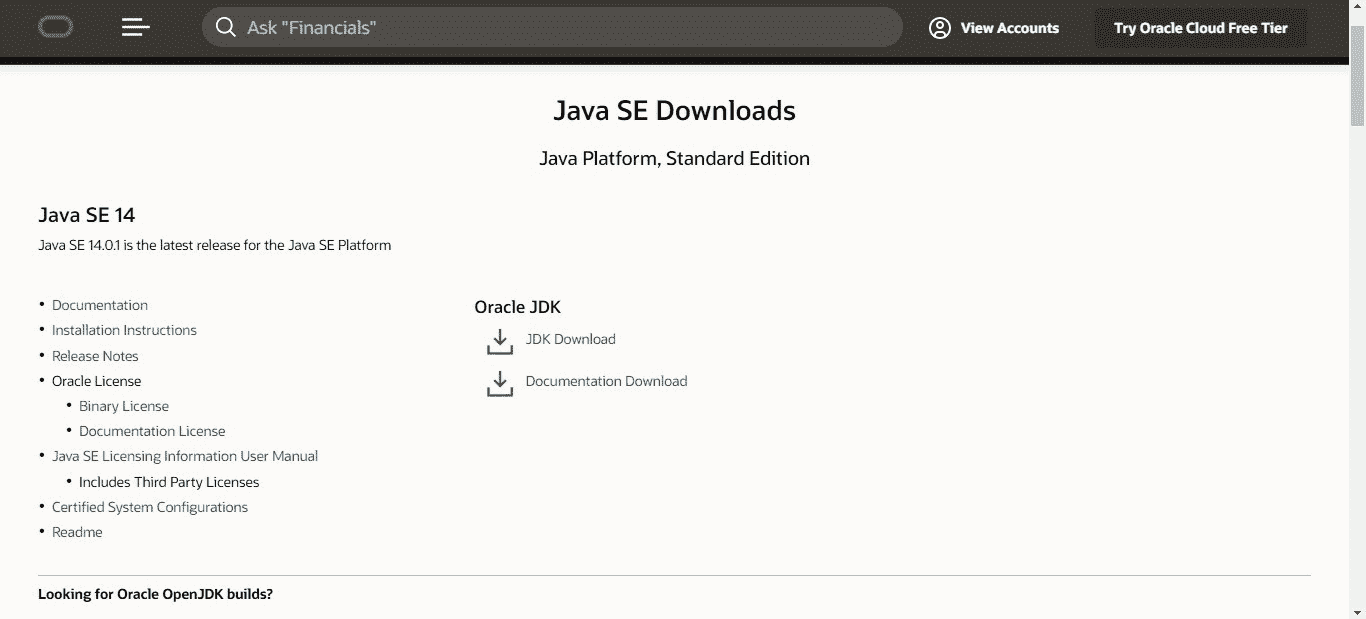 Ask "Financials"
View Accounts
Try Oracle Cloud Free Tier
Java SE Downloads
Java Platform, Standard Edition
Java SE 14
Java SE 14.0.1 is the latest release for the Java SE Platform
• Documentation
• Installation Instructions
• Release Notes
• Oracle License
• Binary License
• Documentation License
• Java SE Licensing Information User Manual
• Includes Third Party Licenses
• Certified System Configurations
• Readme
Oracle JDK
JDK Download
Documentation Download
Looking for Oracle OpenJDK builds?